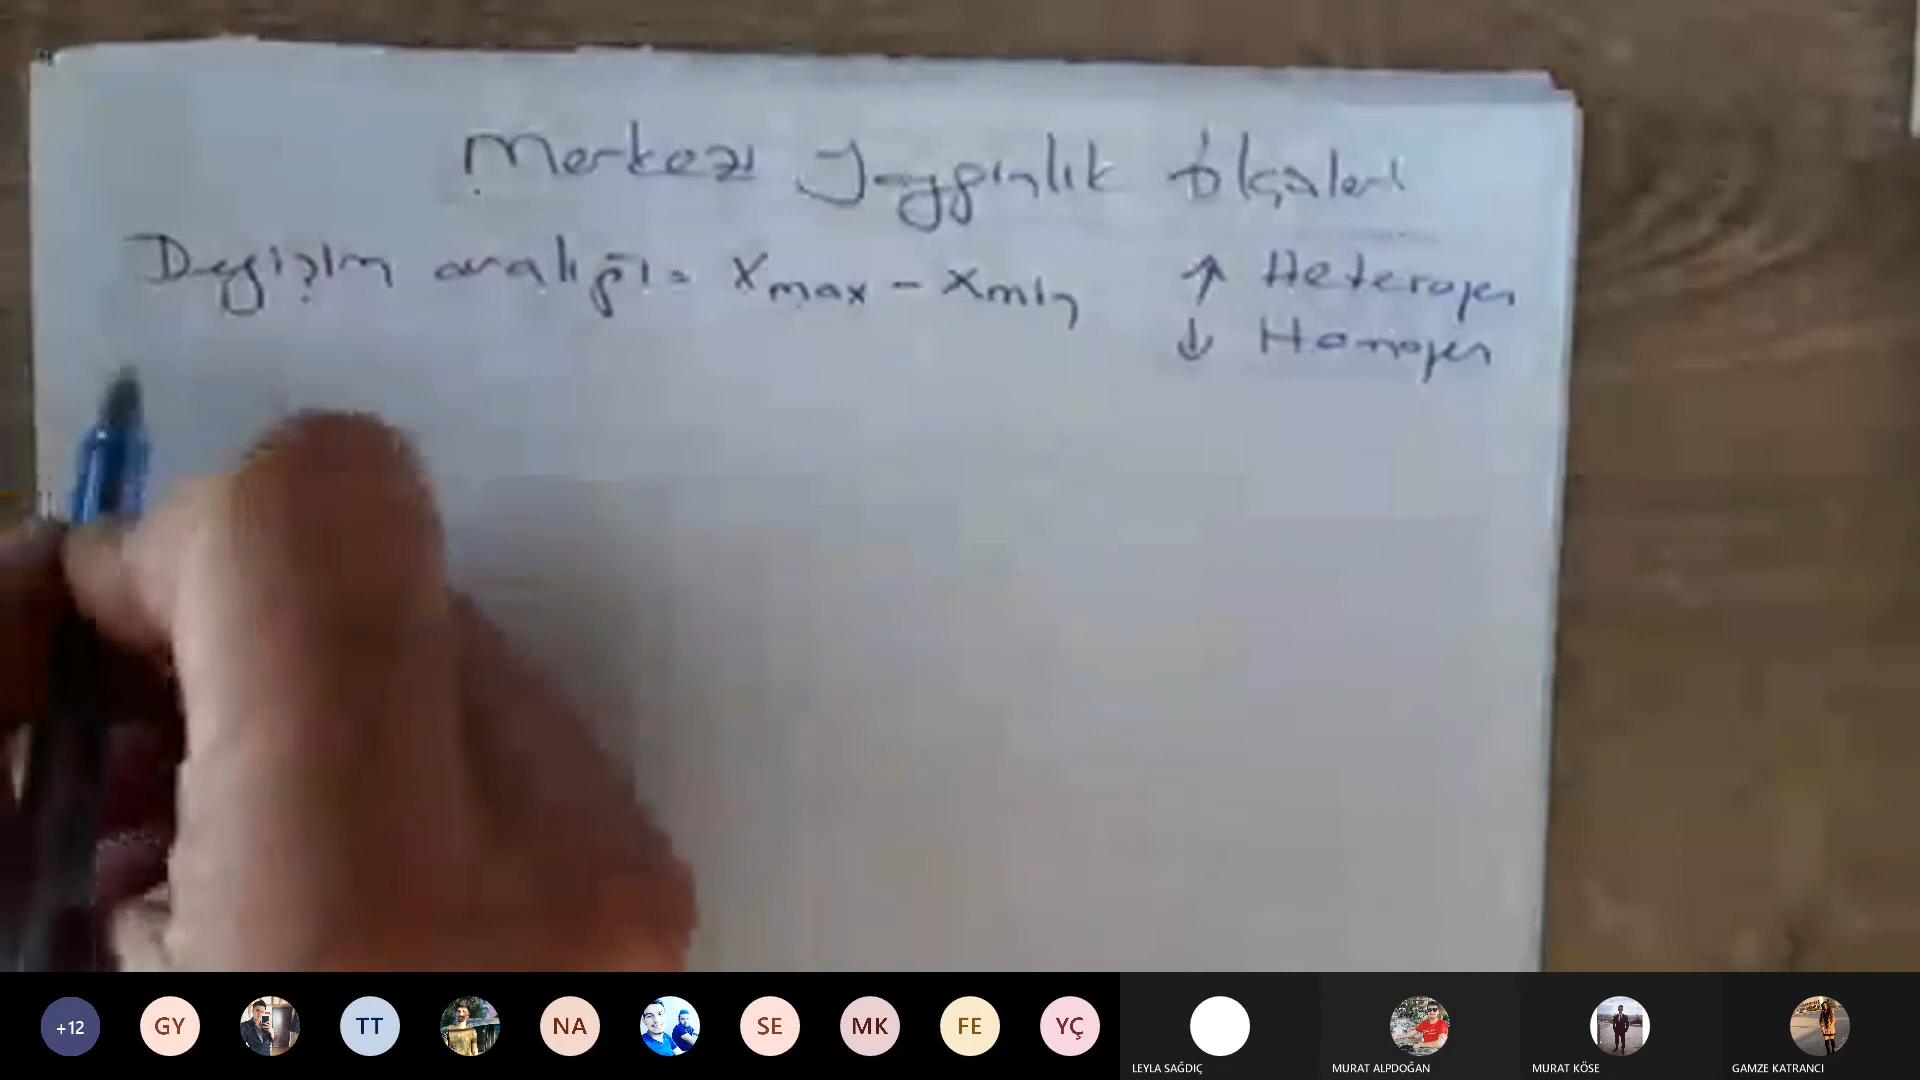 Merkezi Yaygınlık ölçüleri
Değişim aralığı = Xmax - Xmin ↑ Heterojen
↓ Homojen
+12 GY TT NA SE MK FE YÇ
LEYLA SAĞDIÇ MURAT ALPDOĞAN MURAT KÖSE GAMZE KATRANCI